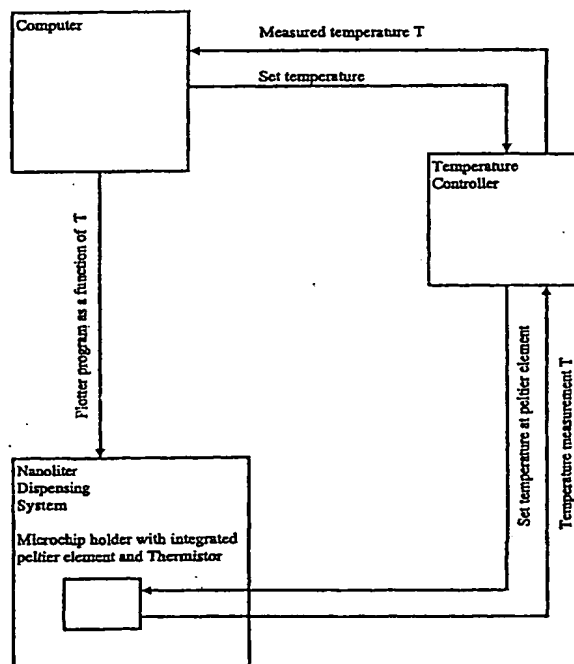 Computer
Measured temperature T
Set temperature
Temperature
Controller
Plotter program as a function of T
Set temperature at peltier element
Temperature measurement T
Nanoliter
Dispensing
System
Microchip holder with integrated
peltier element and Thermistor